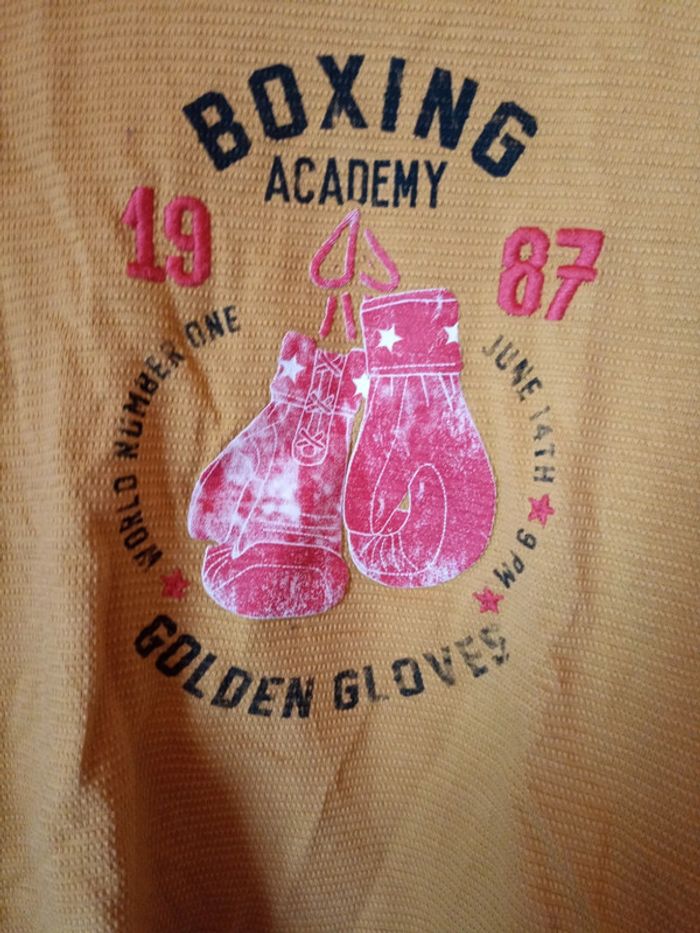 BOXING
ACADEMY
19 87
WORLD NUMBER ONE
JUNE 14TH ★ 9 PM
GOLDEN GLOVES